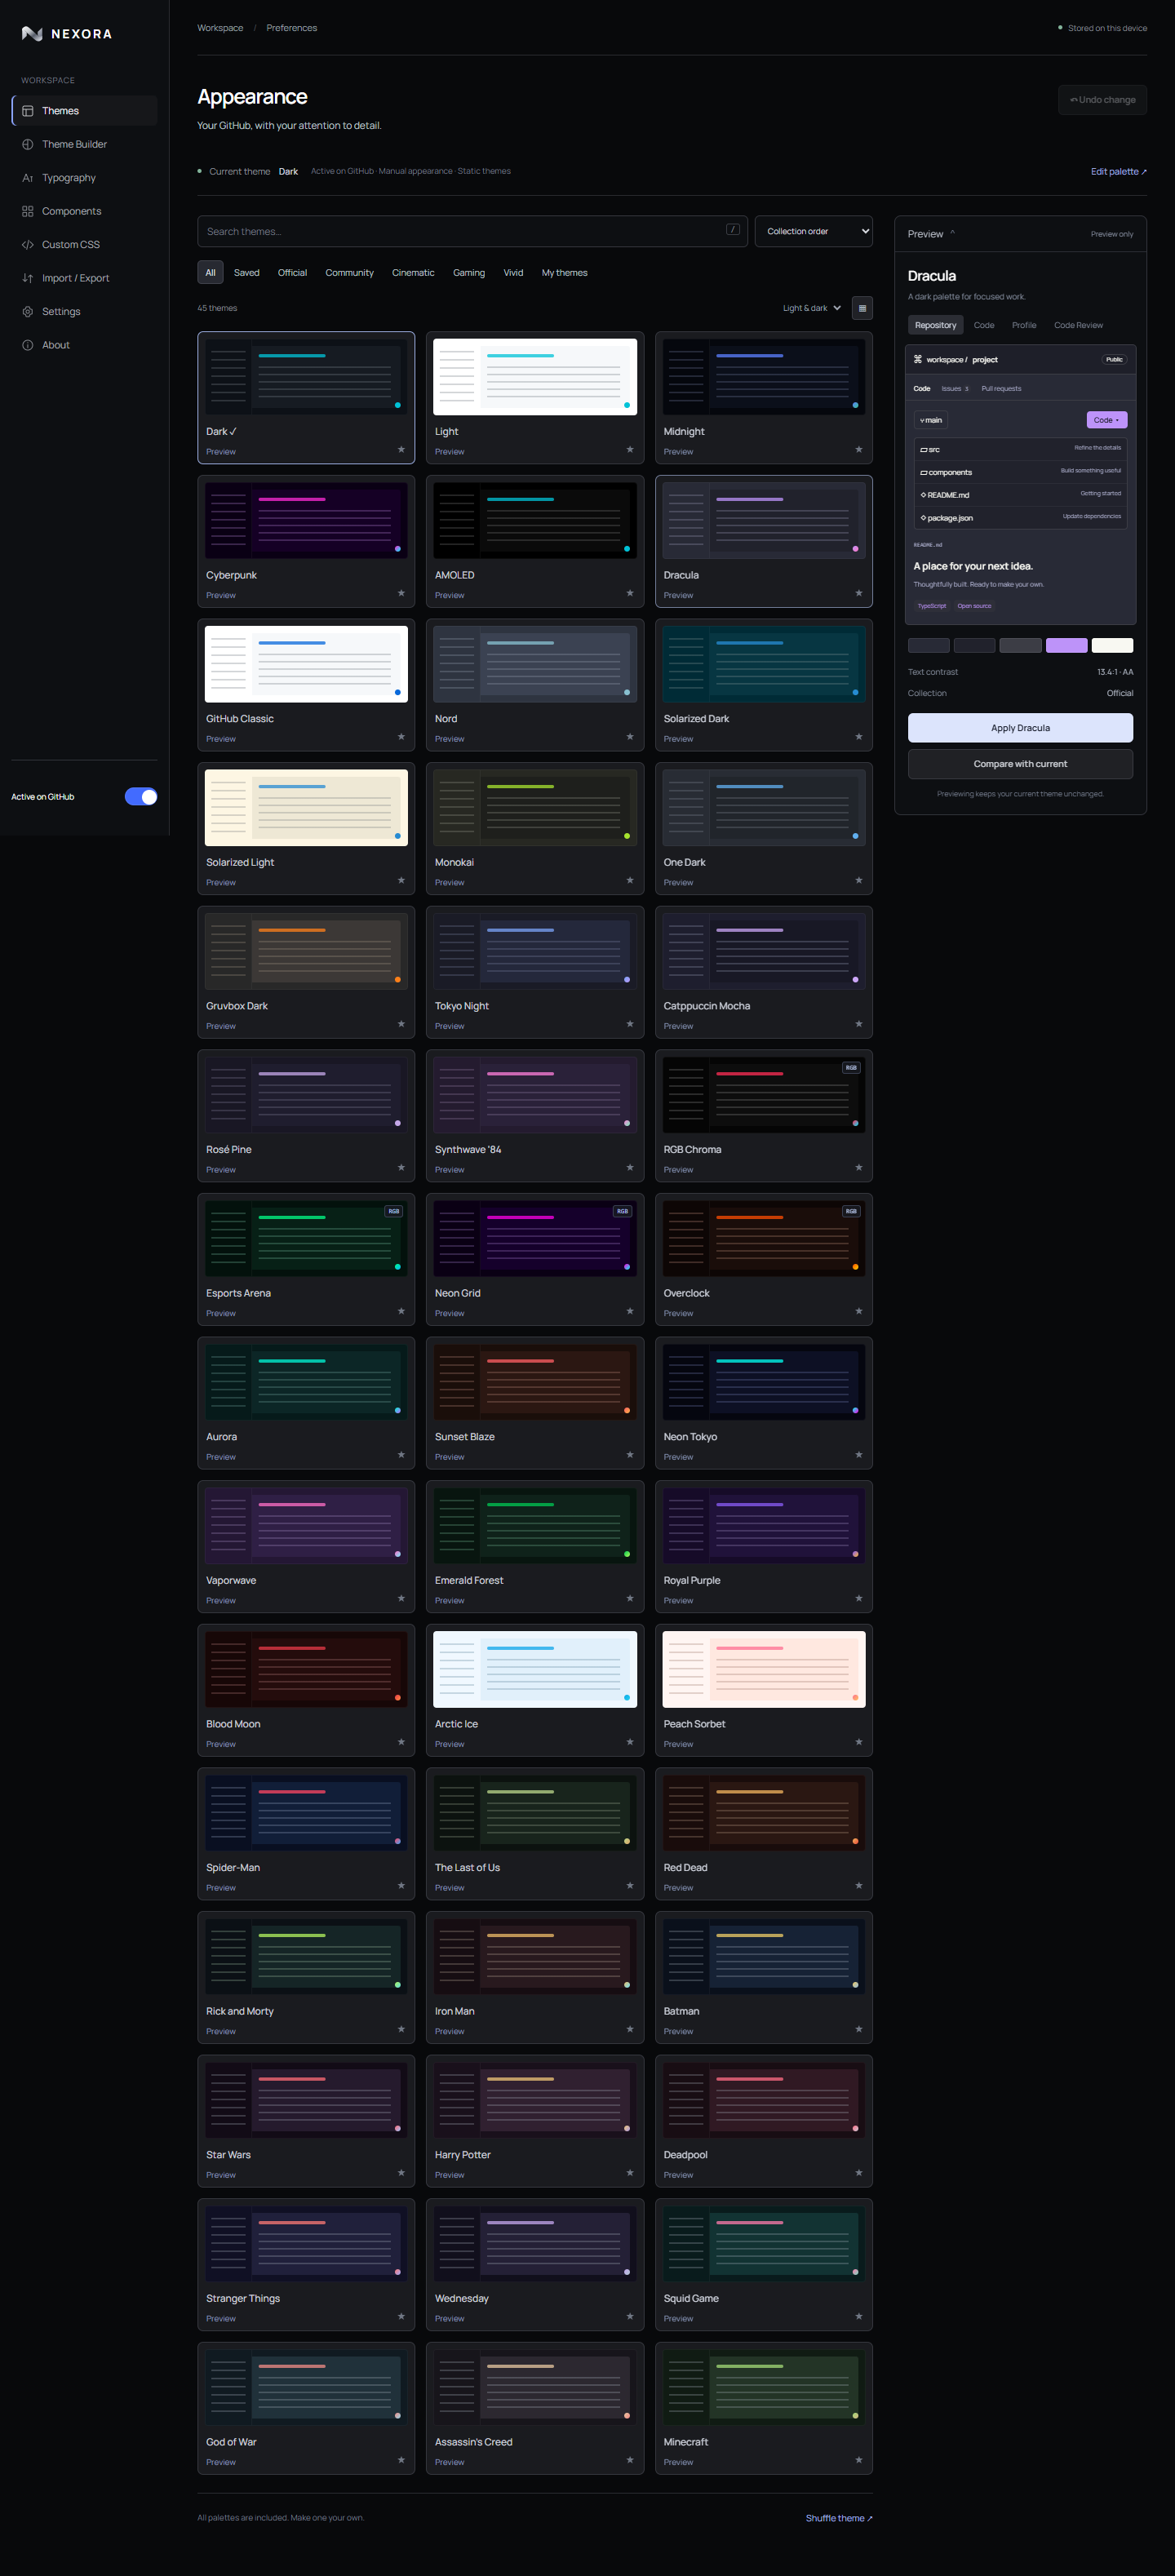 NEXORA
WORKSPACE
Themes
Theme Builder
Typography
Components
Custom CSS
Import / Export
Settings
About
Active on GitHub
Workspace / Preferences
Stored on this device
Appearance
Your GitHub, with your attention to detail.
Undo change
Current theme Dark Active on GitHub · Manual appearance · Static themes
Edit palette ↗
Search themes... /
Collection order
All Saved Official Community Cinematic Gaming Vivid My themes
45 themes
Light & dark
Dark ✓
Preview
Light
Preview
Midnight
Preview
Cyberpunk
Preview
AMOLED
Preview
Dracula
Preview
GitHub Classic
Preview
Nord
Preview
Solarized Dark
Preview
Solarized Light
Preview
Monokai
Preview
One Dark
Preview
Gruvbox Dark
Preview
Tokyo Night
Preview
Catppuccin Mocha
Preview
Rosé Pine
Preview
Synthwave '84
Preview
RGB
RGB Chroma
Preview
RGB
Esports Arena
Preview
RGB
Neon Grid
Preview
RGB
Overclock
Preview
Aurora
Preview
Sunset Blaze
Preview
Neon Tokyo
Preview
Vaporwave
Preview
Emerald Forest
Preview
Royal Purple
Preview
Blood Moon
Preview
Arctic Ice
Preview
Peach Sorbet
Preview
Spider-Man
Preview
The Last of Us
Preview
Red Dead
Preview
Rick and Morty
Preview
Iron Man
Preview
Batman
Preview
Star Wars
Preview
Harry Potter
Preview
Deadpool
Preview
Stranger Things
Preview
Wednesday
Preview
Squid Game
Preview
God of War
Preview
Assassin's Creed
Preview
Minecraft
Preview
All palettes are included. Make one your own.
Shuffle theme ↗
Preview
Preview only
Dracula
A dark palette for focused work.
Repository Code Profile Code Review
workspace / project
Public
Code Issues 3 Pull requests
main
Code
src
Refine the details
components
Build something useful
README.md
Getting started
package.json
Update dependencies
README.md
A place for your next idea.
Thoughtfully built. Ready to make your own.
TypeScript Open source
Text contrast 13.4:1 · AA
Collection Official
Apply Dracula
Compare with current
Previewing keeps your current theme unchanged.